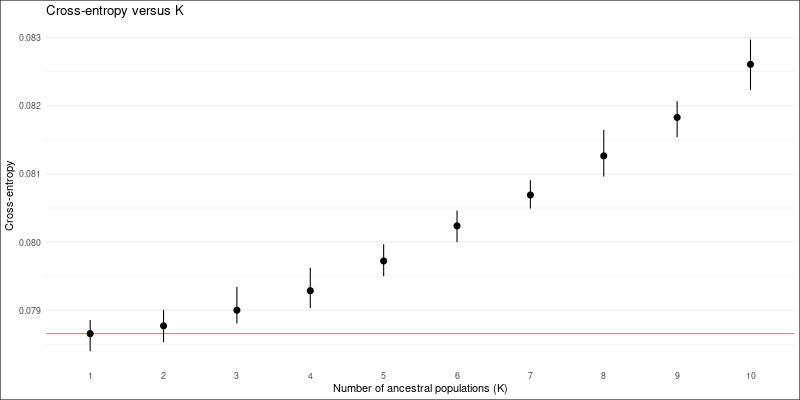 Cross-entropy versus K
0.083
0.082
0.081
0.080
0.079
Cross-entropy
1 2 3 4 5 6 7 8 9 10
Number of ancestral populations (K)